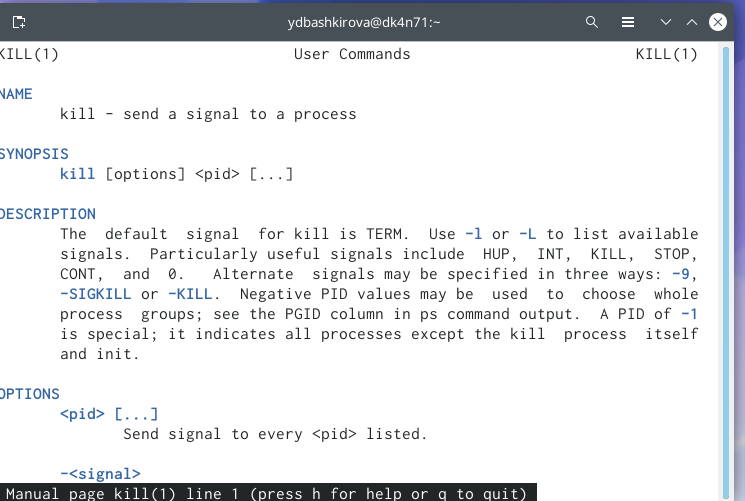 ydbashkirova@dk4n71:~
KILL(1) User Commands KILL(1)
NAME
kill - send a signal to a process
SYNOPSIS
kill [options] <pid> [...]
DESCRIPTION
The default signal for kill is TERM. Use -l or -L to list available
signals. Particularly useful signals include HUP, INT, KILL, STOP,
CONT, and 0. Alternate signals may be specified in three ways: -9,
-SIGKILL or -KILL. Negative PID values may be used to choose whole
process groups; see the PGID column in ps command output. A PID of -1
is special; it indicates all processes except the kill process itself
and init.
OPTIONS
<pid> [...]
Send signal to every <pid> listed.
-<signal>
Manual page kill(1) line 1 (press h for help or q to quit)